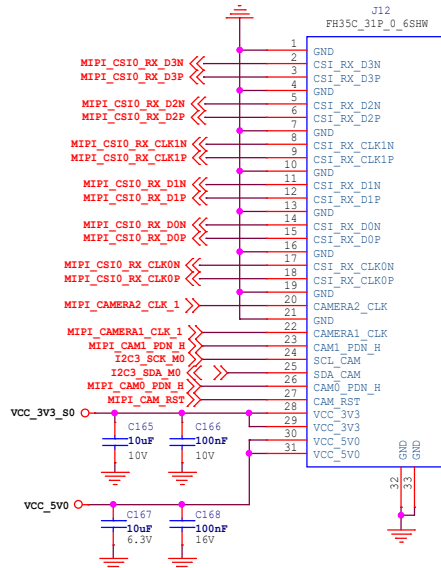 J12
FH35C_31P_0_6SHW
1 GND
MIPI_CSI0_RX_D3N 2 CSI_RX_D3N
MIPI_CSI0_RX_D3P 3 CSI_RX_D3P
4 GND
MIPI_CSI0_RX_D2N 5 CSI_RX_D2N
MIPI_CSI0_RX_D2P 6 CSI_RX_D2P
7 GND
MIPI_CSI0_RX_CLK1N 8 CSI_RX_CLK1N
MIPI_CSI0_RX_CLK1P 9 CSI_RX_CLK1P
10 GND
MIPI_CSI0_RX_D1N 11 CSI_RX_D1N
MIPI_CSI0_RX_D1P 12 CSI_RX_D1P
13 GND
MIPI_CSI0_RX_D0N 14 CSI_RX_D0N
MIPI_CSI0_RX_D0P 15 CSI_RX_D0P
16 GND
MIPI_CSI0_RX_CLK0N 17 CSI_RX_CLK0N
MIPI_CSI0_RX_CLK0P 18 CSI_RX_CLK0P
19 GND
MIPI_CAMERA2_CLK_1 20 CAMERA2_CLK
21 GND
MIPI_CAMERA1_CLK_1 22 CAMERA1_CLK
MIPI_CAM1_PDN_H 23 CAM1_PDN_H
I2C3_SCK_M0 24 SCL_CAM
I2C3_SDA_M0 25 SDA_CAM
MIPI_CAM0_PDN_H 26 CAM0_PDN_H
MIPI_CAM_RST 27 CAM_RST
VCC_3V3_S0 28 VCC_3V3
29 VCC_3V3
30 VCC_5V0
31 VCC_5V0
C165 C166
10uF 100nF
10V 10V
GND GND
32 33
VCC_5V0
C167 C168
10uF 100nF
6.3V 16V